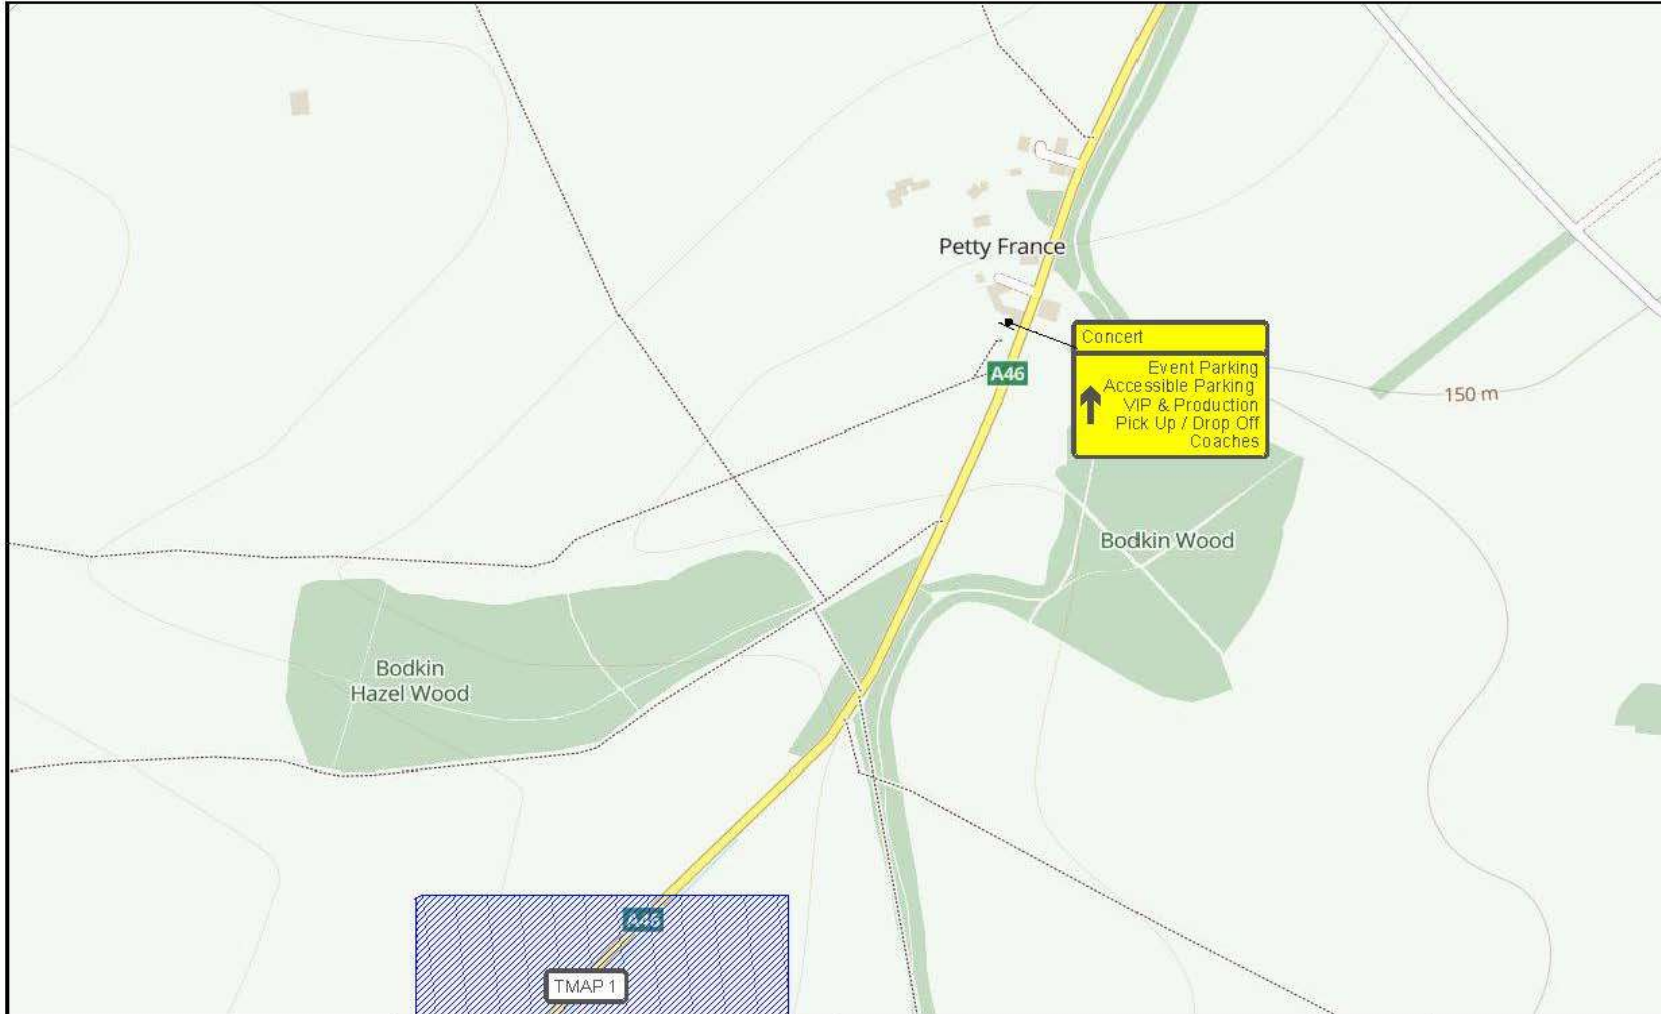 Petty France
Concert
Event Parking
Accessible Parking
VIP & Production
Pick Up / Drop Off
Coaches
A46
150 m
Bodkin Wood
Bodkin
Hazel Wood
A46
TMAP 1